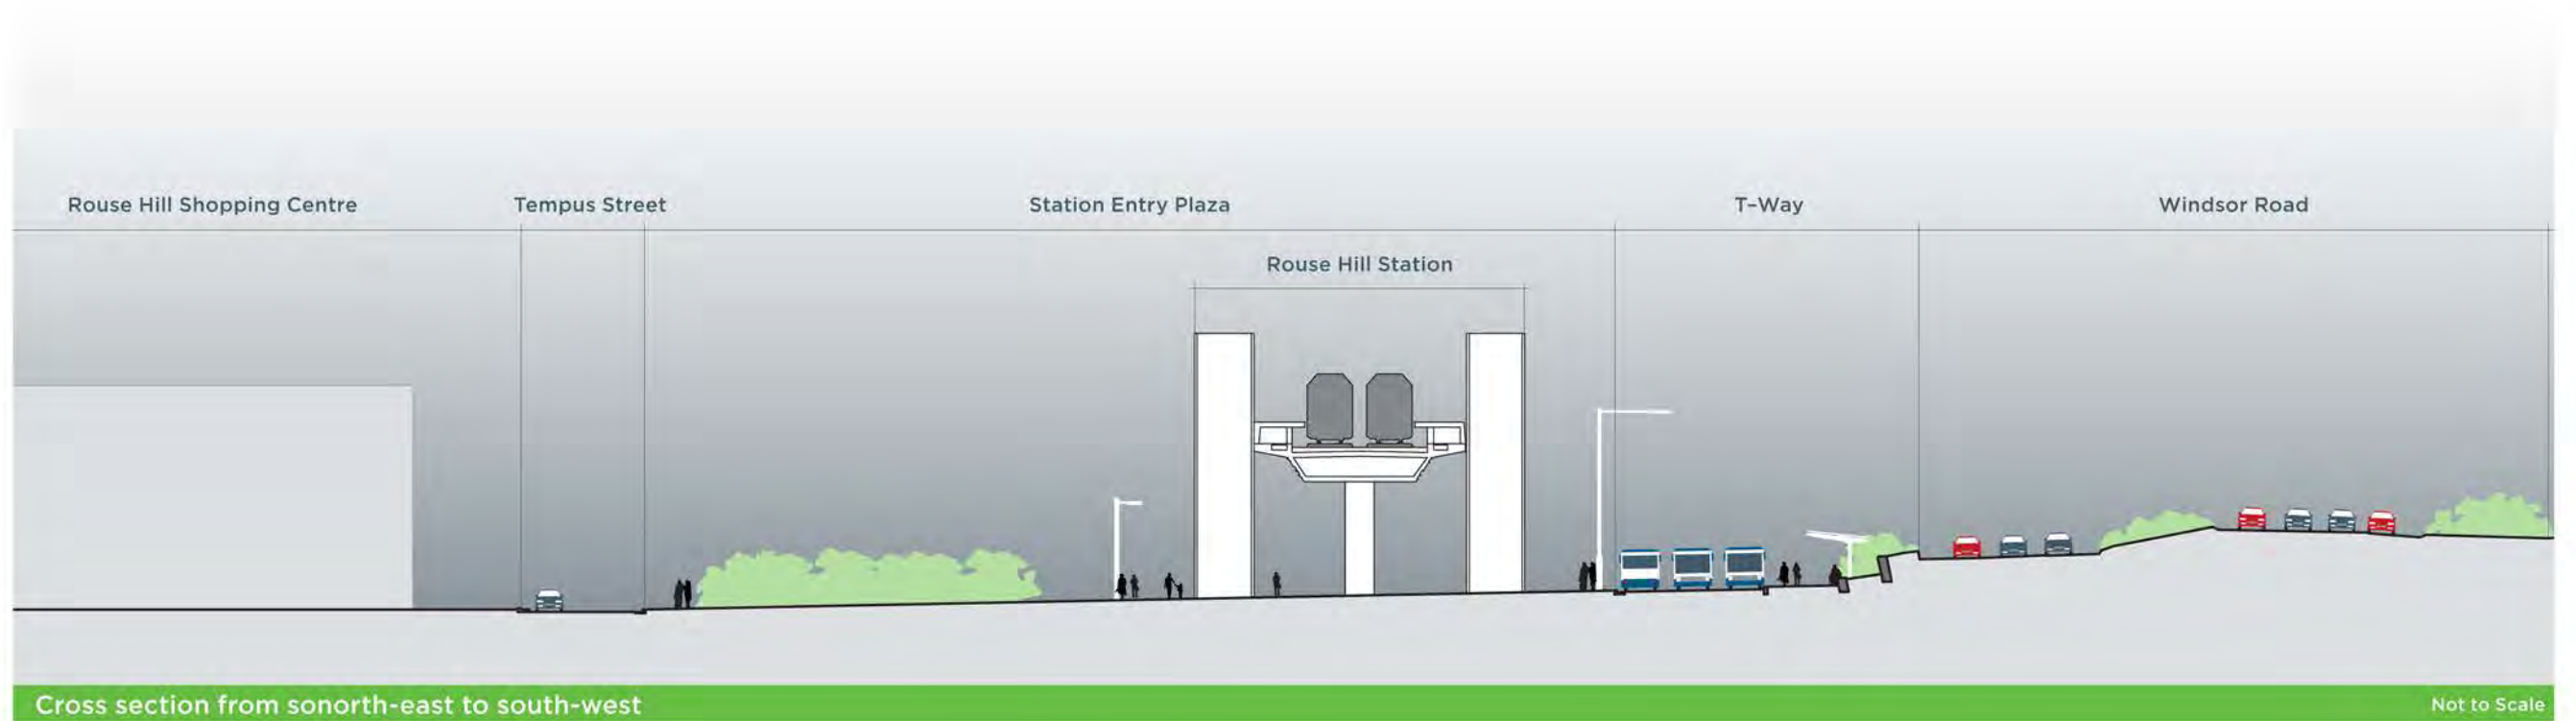 Rouse Hill Shopping Centre
Tempus Street
Station Entry Plaza
T-Way
Windsor Road
Rouse Hill Station
Cross section from sonorth-east to south-west
Not to Scale